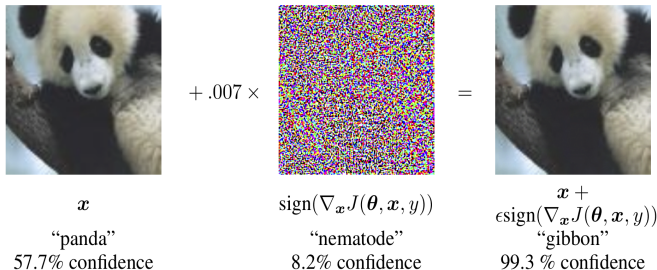 + .007 ×
=
x
sign(∇ₓJ(θ, x, y))
x +
ϵsign(∇ₓJ(θ, x, y))
“panda”
“nematode”
“gibbon”
57.7% confidence
8.2% confidence
99.3 % confidence